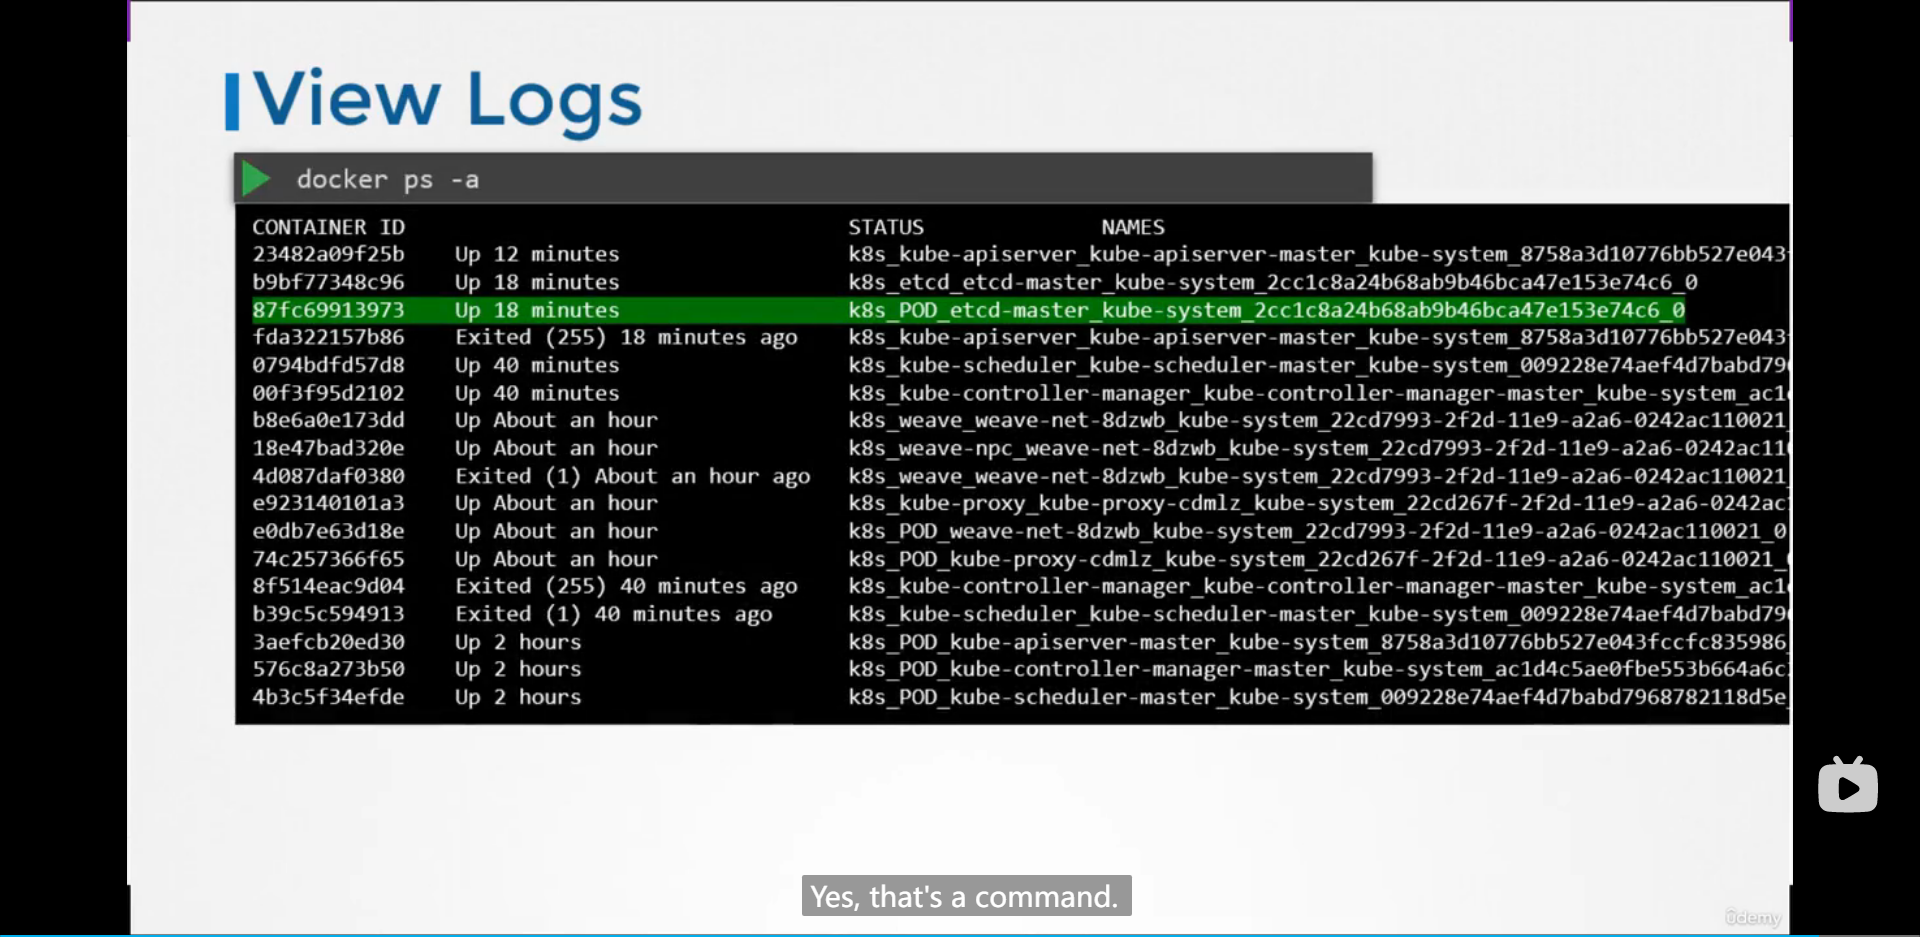 View Logs
docker ps -a
CONTAINER ID STATUS NAMES
23482a09f25b Up 12 minutes k8s_kube-apiserver_kube-apiserver-master_kube-system_8758a3d10776bb527e043
b9bf77348c96 Up 18 minutes k8s_etcd_etcd-master_kube-system_2cc1c8a24b68ab9b46bca47e153e74c6_0
87fc69913973 Up 18 minutes k8s_POD_etcd-master_kube-system_2cc1c8a24b68ab9b46bca47e153e74c6_0
fda322157b86 Exited (255) 18 minutes ago k8s_kube-apiserver_kube-apiserver-master_kube-system_8758a3d10776bb527e043
0794bdfd57d8 Up 40 minutes k8s_kube-scheduler_kube-scheduler-master_kube-system_009228e74aef4d7babd79
00f3f95d2102 Up 40 minutes k8s_kube-controller-manager_kube-controller-manager-master_kube-system_ac1
b8e6a0e173dd Up About an hour k8s_weave_weave-net-8dzwb_kube-system_22cd7993-2f2d-11e9-a2a6-0242ac110021_
18e47bad320e Up About an hour k8s_weave-npc_weave-net-8dzwb_kube-system_22cd7993-2f2d-11e9-a2a6-0242ac11
4d087daf0380 Exited (1) About an hour ago k8s_weave_weave-net-8dzwb_kube-system_22cd7993-2f2d-11e9-a2a6-0242ac110021_
e923140101a3 Up About an hour k8s_kube-proxy_kube-proxy-cdmlz_kube-system_22cd267f-2f2d-11e9-a2a6-0242ac
e0db7e63d18e Up About an hour k8s_POD_weave-net-8dzwb_kube-system_22cd7993-2f2d-11e9-a2a6-0242ac110021_0
74c257366f65 Up About an hour k8s_POD_kube-proxy-cdmlz_kube-system_22cd267f-2f2d-11e9-a2a6-0242ac110021_
8f514eac9d04 Exited (255) 40 minutes ago k8s_kube-controller-manager_kube-controller-manager-master_kube-system_ac1
b39c5c594913 Exited (1) 40 minutes ago k8s_kube-scheduler_kube-scheduler-master_kube-system_009228e74aef4d7babd79
3aefcb20ed30 Up 2 hours k8s_POD_kube-apiserver-master_kube-system_8758a3d10776bb527e043fccfc835986_
576c8a273b50 Up 2 hours k8s_POD_kube-controller-manager-master_kube-system_ac1d4c5ae0fbe553b664a6c
4b3c5f34efde Up 2 hours k8s_POD_kube-scheduler-master_kube-system_009228e74aef4d7babd7968782118d5e_
Yes, that's a command.
ûdemy